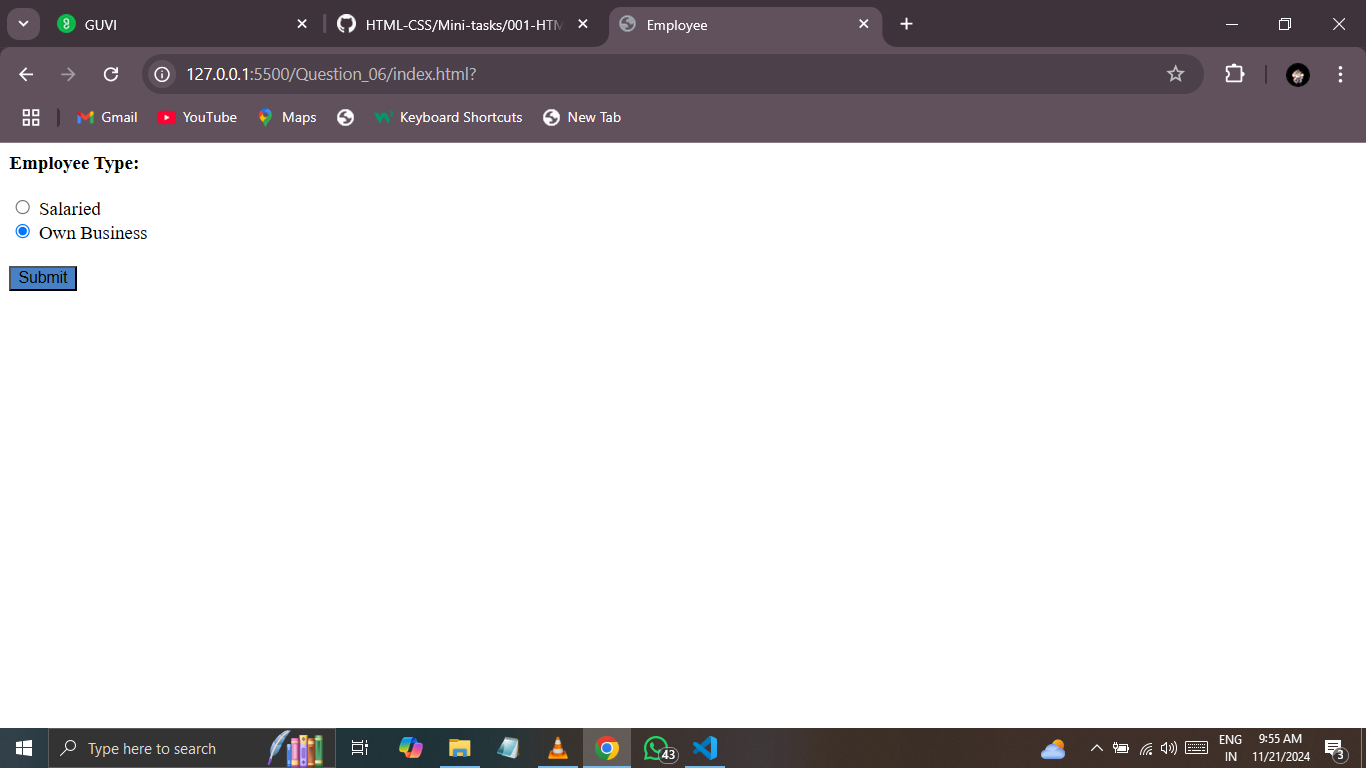 GUVI
HTML-CSS/Mini-tasks/001-HTM
Employee
127.0.0.1:5500/Question_06/index.html?
Gmail
YouTube
Maps
Keyboard Shortcuts
New Tab
Employee Type:
Salaried
Own Business
Submit
Type here to search
43
ENG
IN
9:55 AM
11/21/2024
3